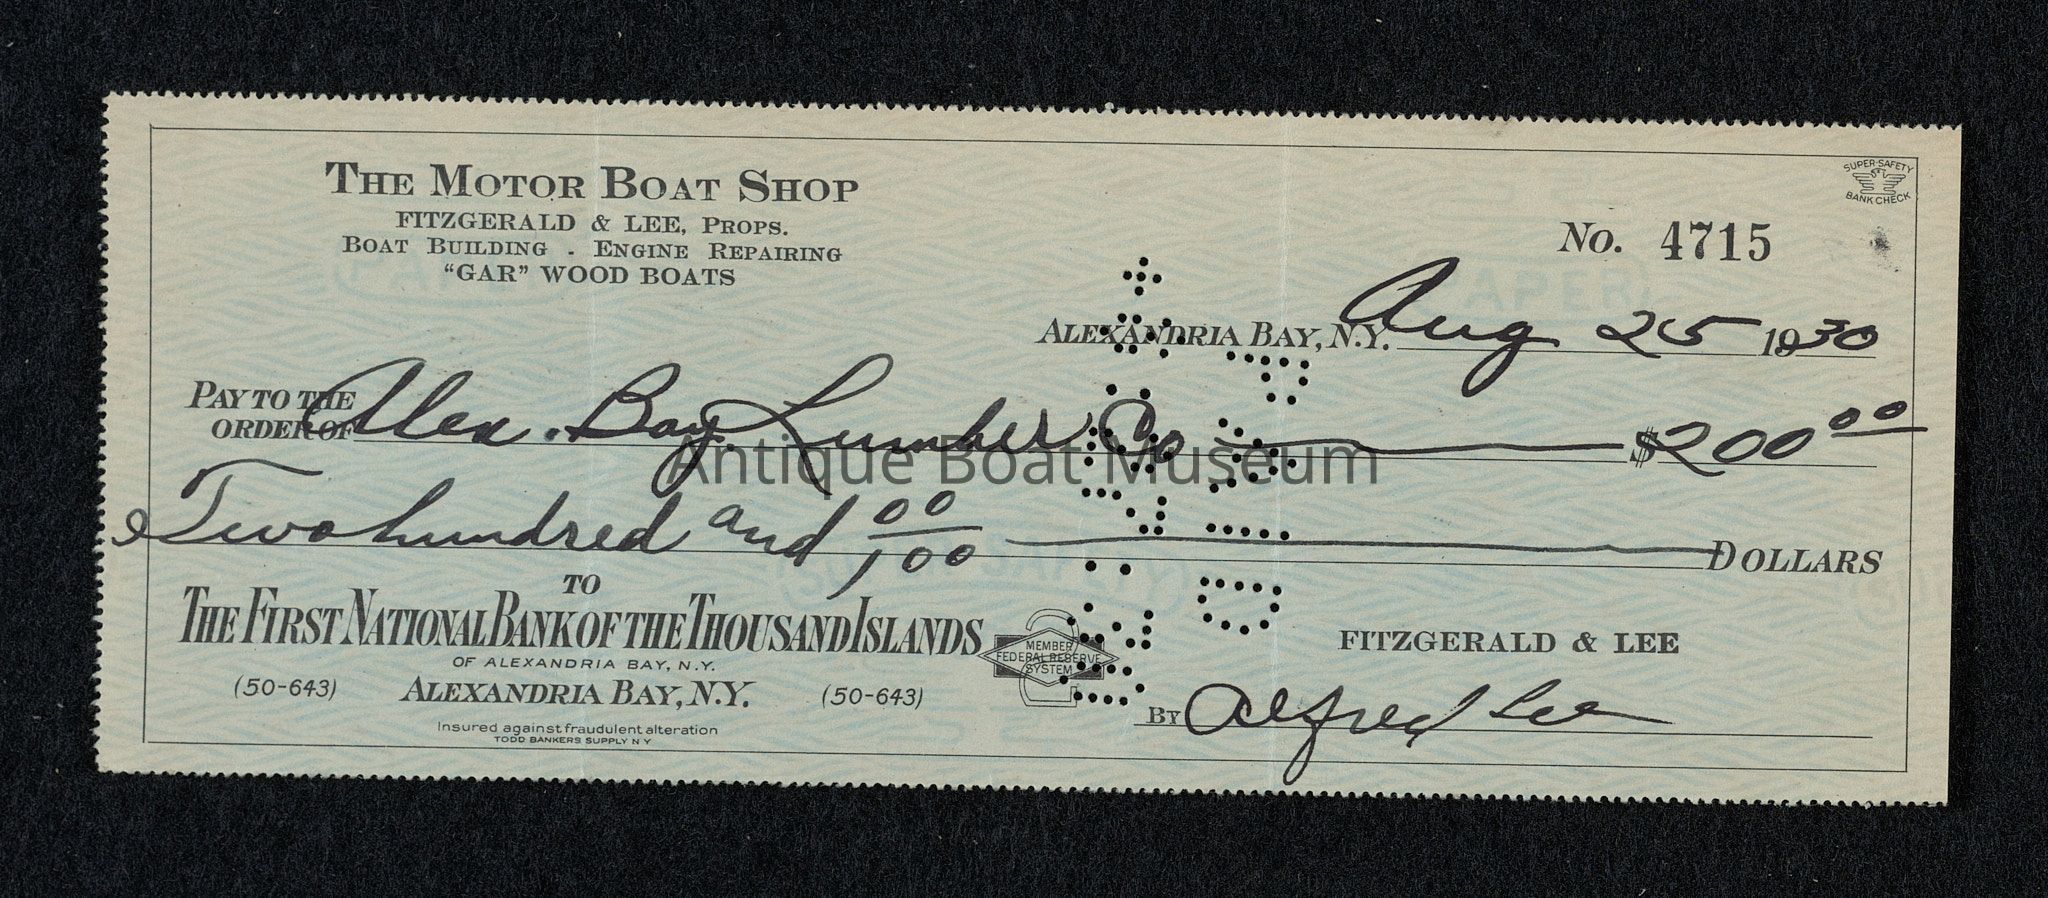 THE MOTOR BOAT SHOP
FITZGERALD & LEE, PROPS.
BOAT BUILDING - ENGINE REPAIRING
"GAR" WOOD BOATS
SUPER-SAFETY
BANK CHECK
No. 4715
ALEXANDRIA BAY, N.Y. Aug 25 1930
PAY TO THE
ORDER OF Alex. Bay Lumber Co $200 00
Antique Boat Museum
Two hundred and 00/100 DOLLARS
TO
THE FIRST NATIONAL BANK OF THE THOUSAND ISLANDS
OF ALEXANDRIA BAY, N.Y.
(50-643) ALEXANDRIA BAY, N.Y. (50-643)
MEMBER
FEDERAL RESERVE
SYSTEM
Insured against fraudulent alteration
TODD BANKERS SUPPLY N Y
FITZGERALD & LEE
BY Alfred Lee